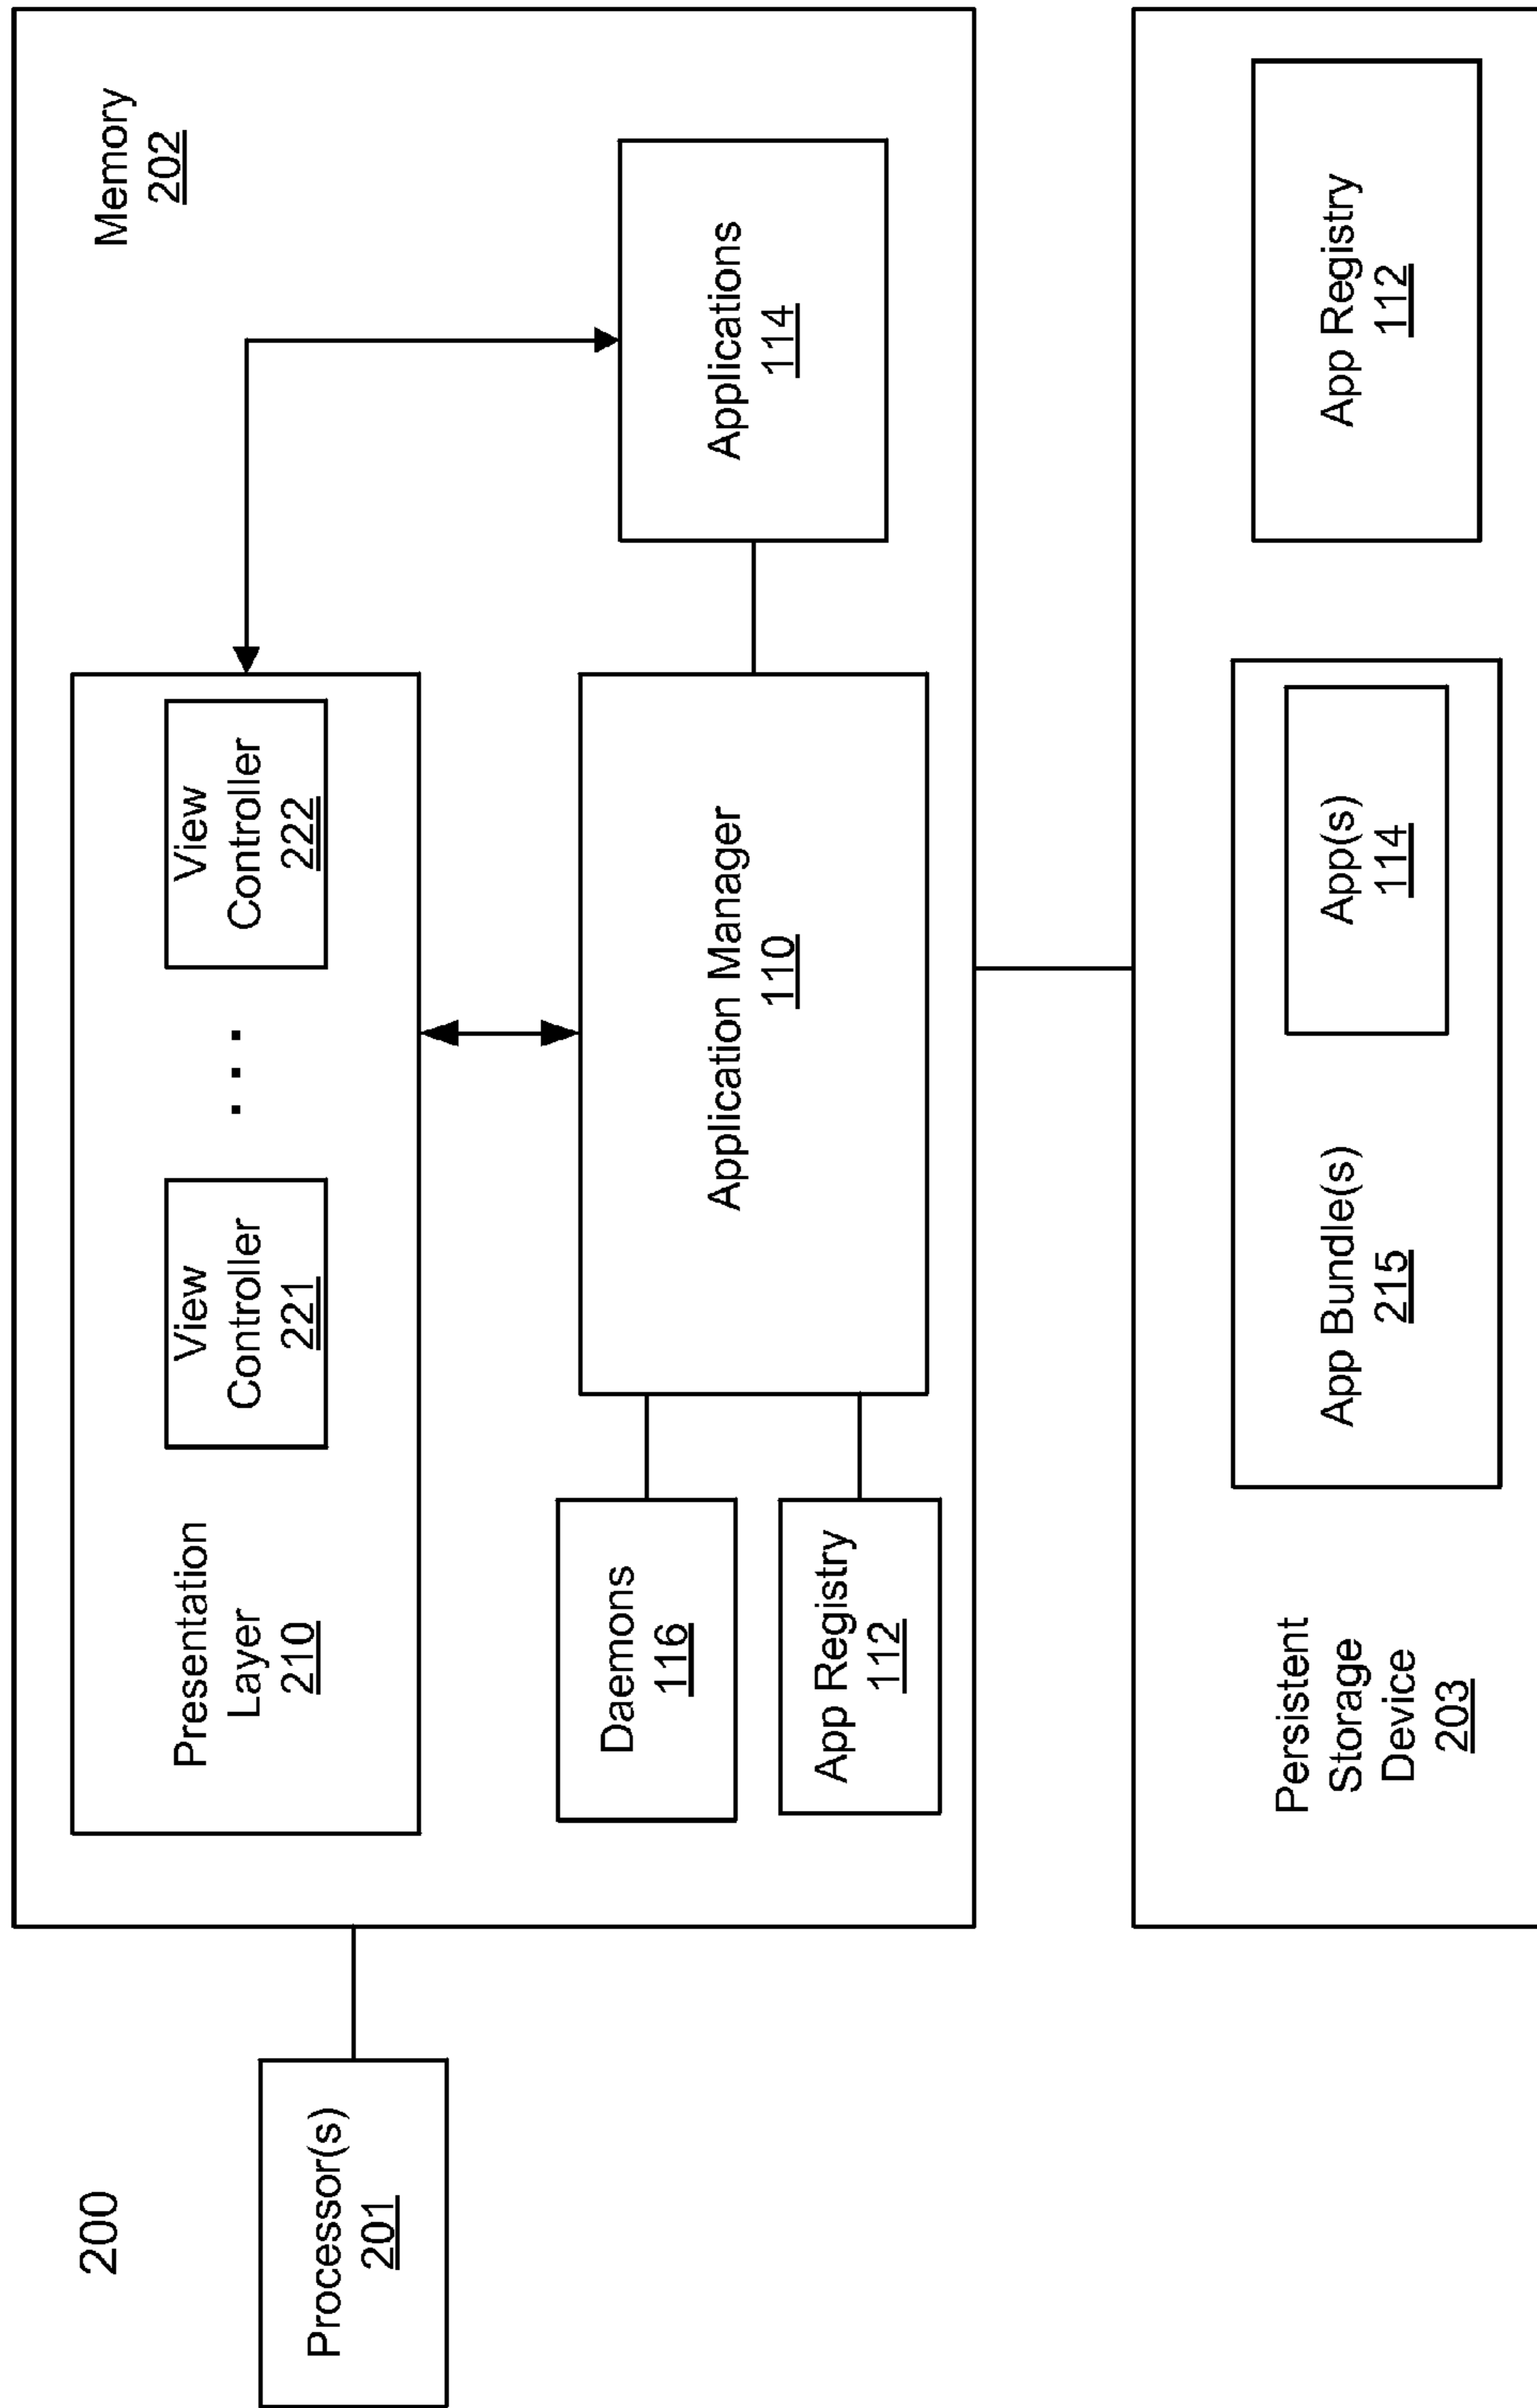 200
Processor(s)
201
Memory
202
Presentation
Layer
210
View
Controller
221
. . .
View
Controller
222
Daemons
116
App Registry
112
Application Manager
110
Applications
114
Persistent
Storage
Device
203
App Bundle(s)
215
App(s)
114
App Registry
112